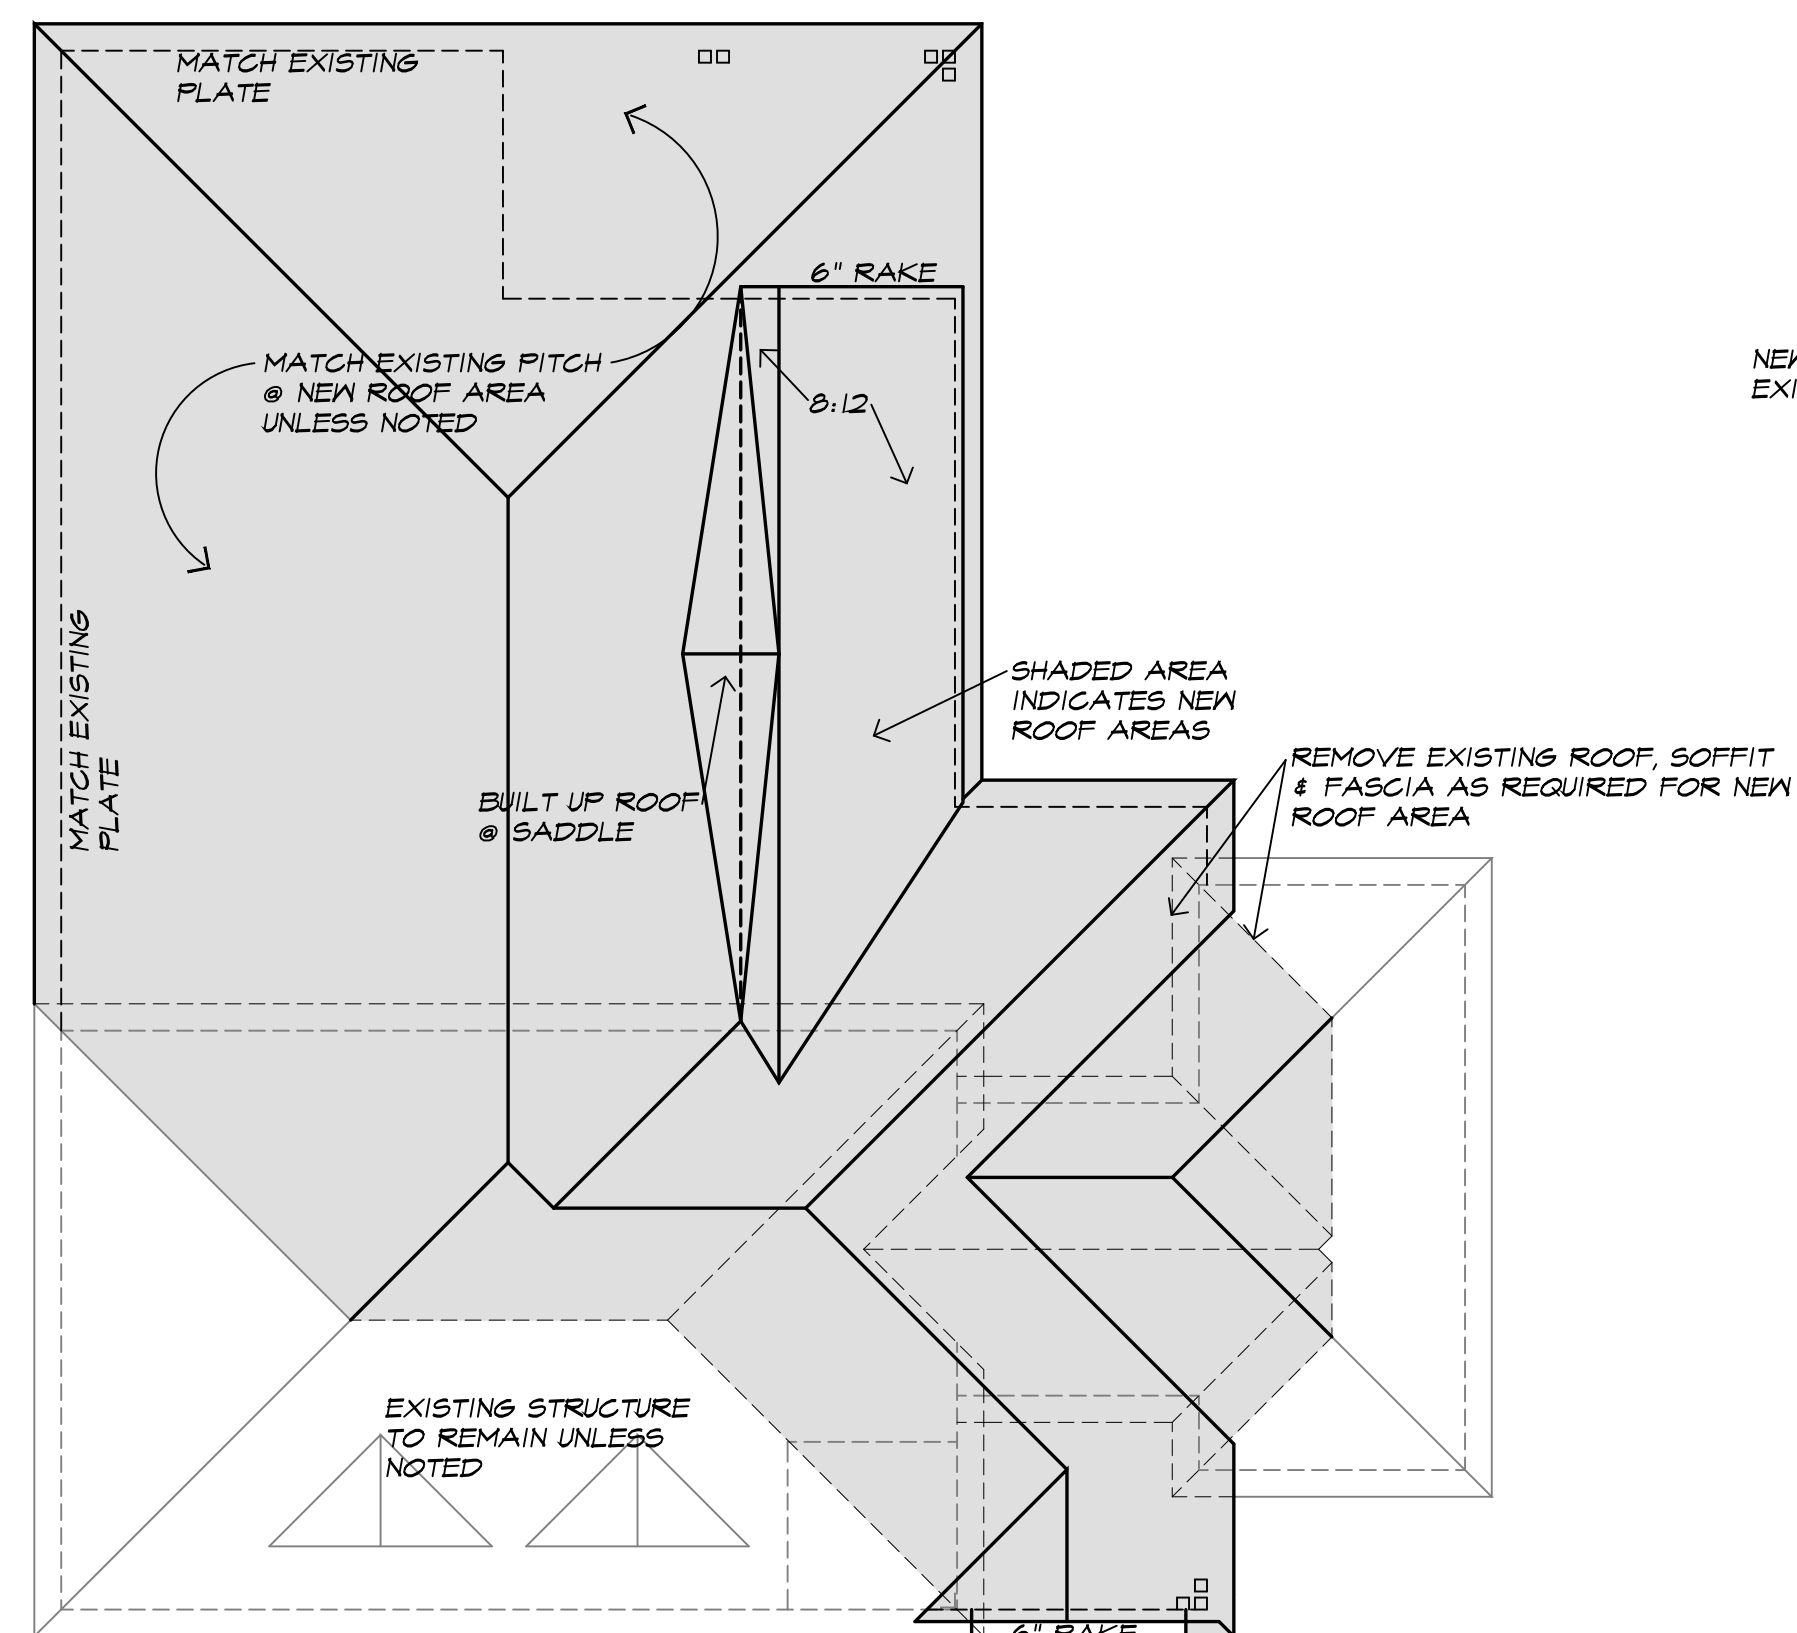 MATCH EXISTING
PLATE
6" RAKE
MATCH EXISTING PITCH
@ NEW ROOF AREA
UNLESS NOTED
8:12
MATCH EXISTING
PLATE
SHADED AREA
INDICATES NEW
ROOF AREAS
REMOVE EXISTING ROOF, SOFFIT
& FASCIA AS REQUIRED FOR NEW
ROOF AREA
BUILT UP ROOF
@ SADDLE
EXISTING STRUCTURE
TO REMAIN UNLESS
NOTED
6" RAKE